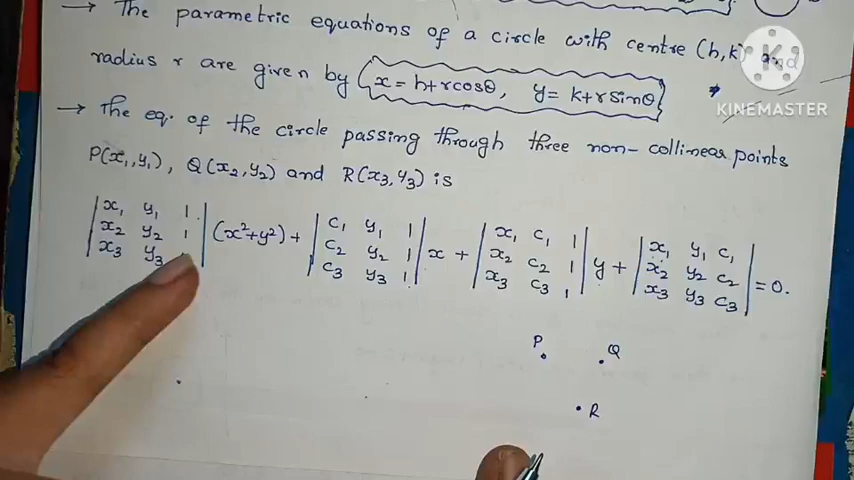 → The parametric equations of a circle with centre (h,k) and
radius r are given by x = h+rcosθ, y = k+rsinθ
KINEMASTER
→ The eq. of the circle passing through three non-collinear points
P(x₁,y₁), Q(x₂,y₂) and R(x₃,y₃) is
|x₁ y₁ 1; x₂ y₂ 1; x₃ y₃| (x²+y²) + |c₁ y₁ 1; c₂ y₂ 1; c₃ y₃ 1| x + |x₁ c₁ 1; x₂ c₂ 1; x₃ c₃ 1| y + |x₁ y₁ c₁; x₂ y₂ c₂; x₃ y₃ c₃| = 0.
P
Q
R